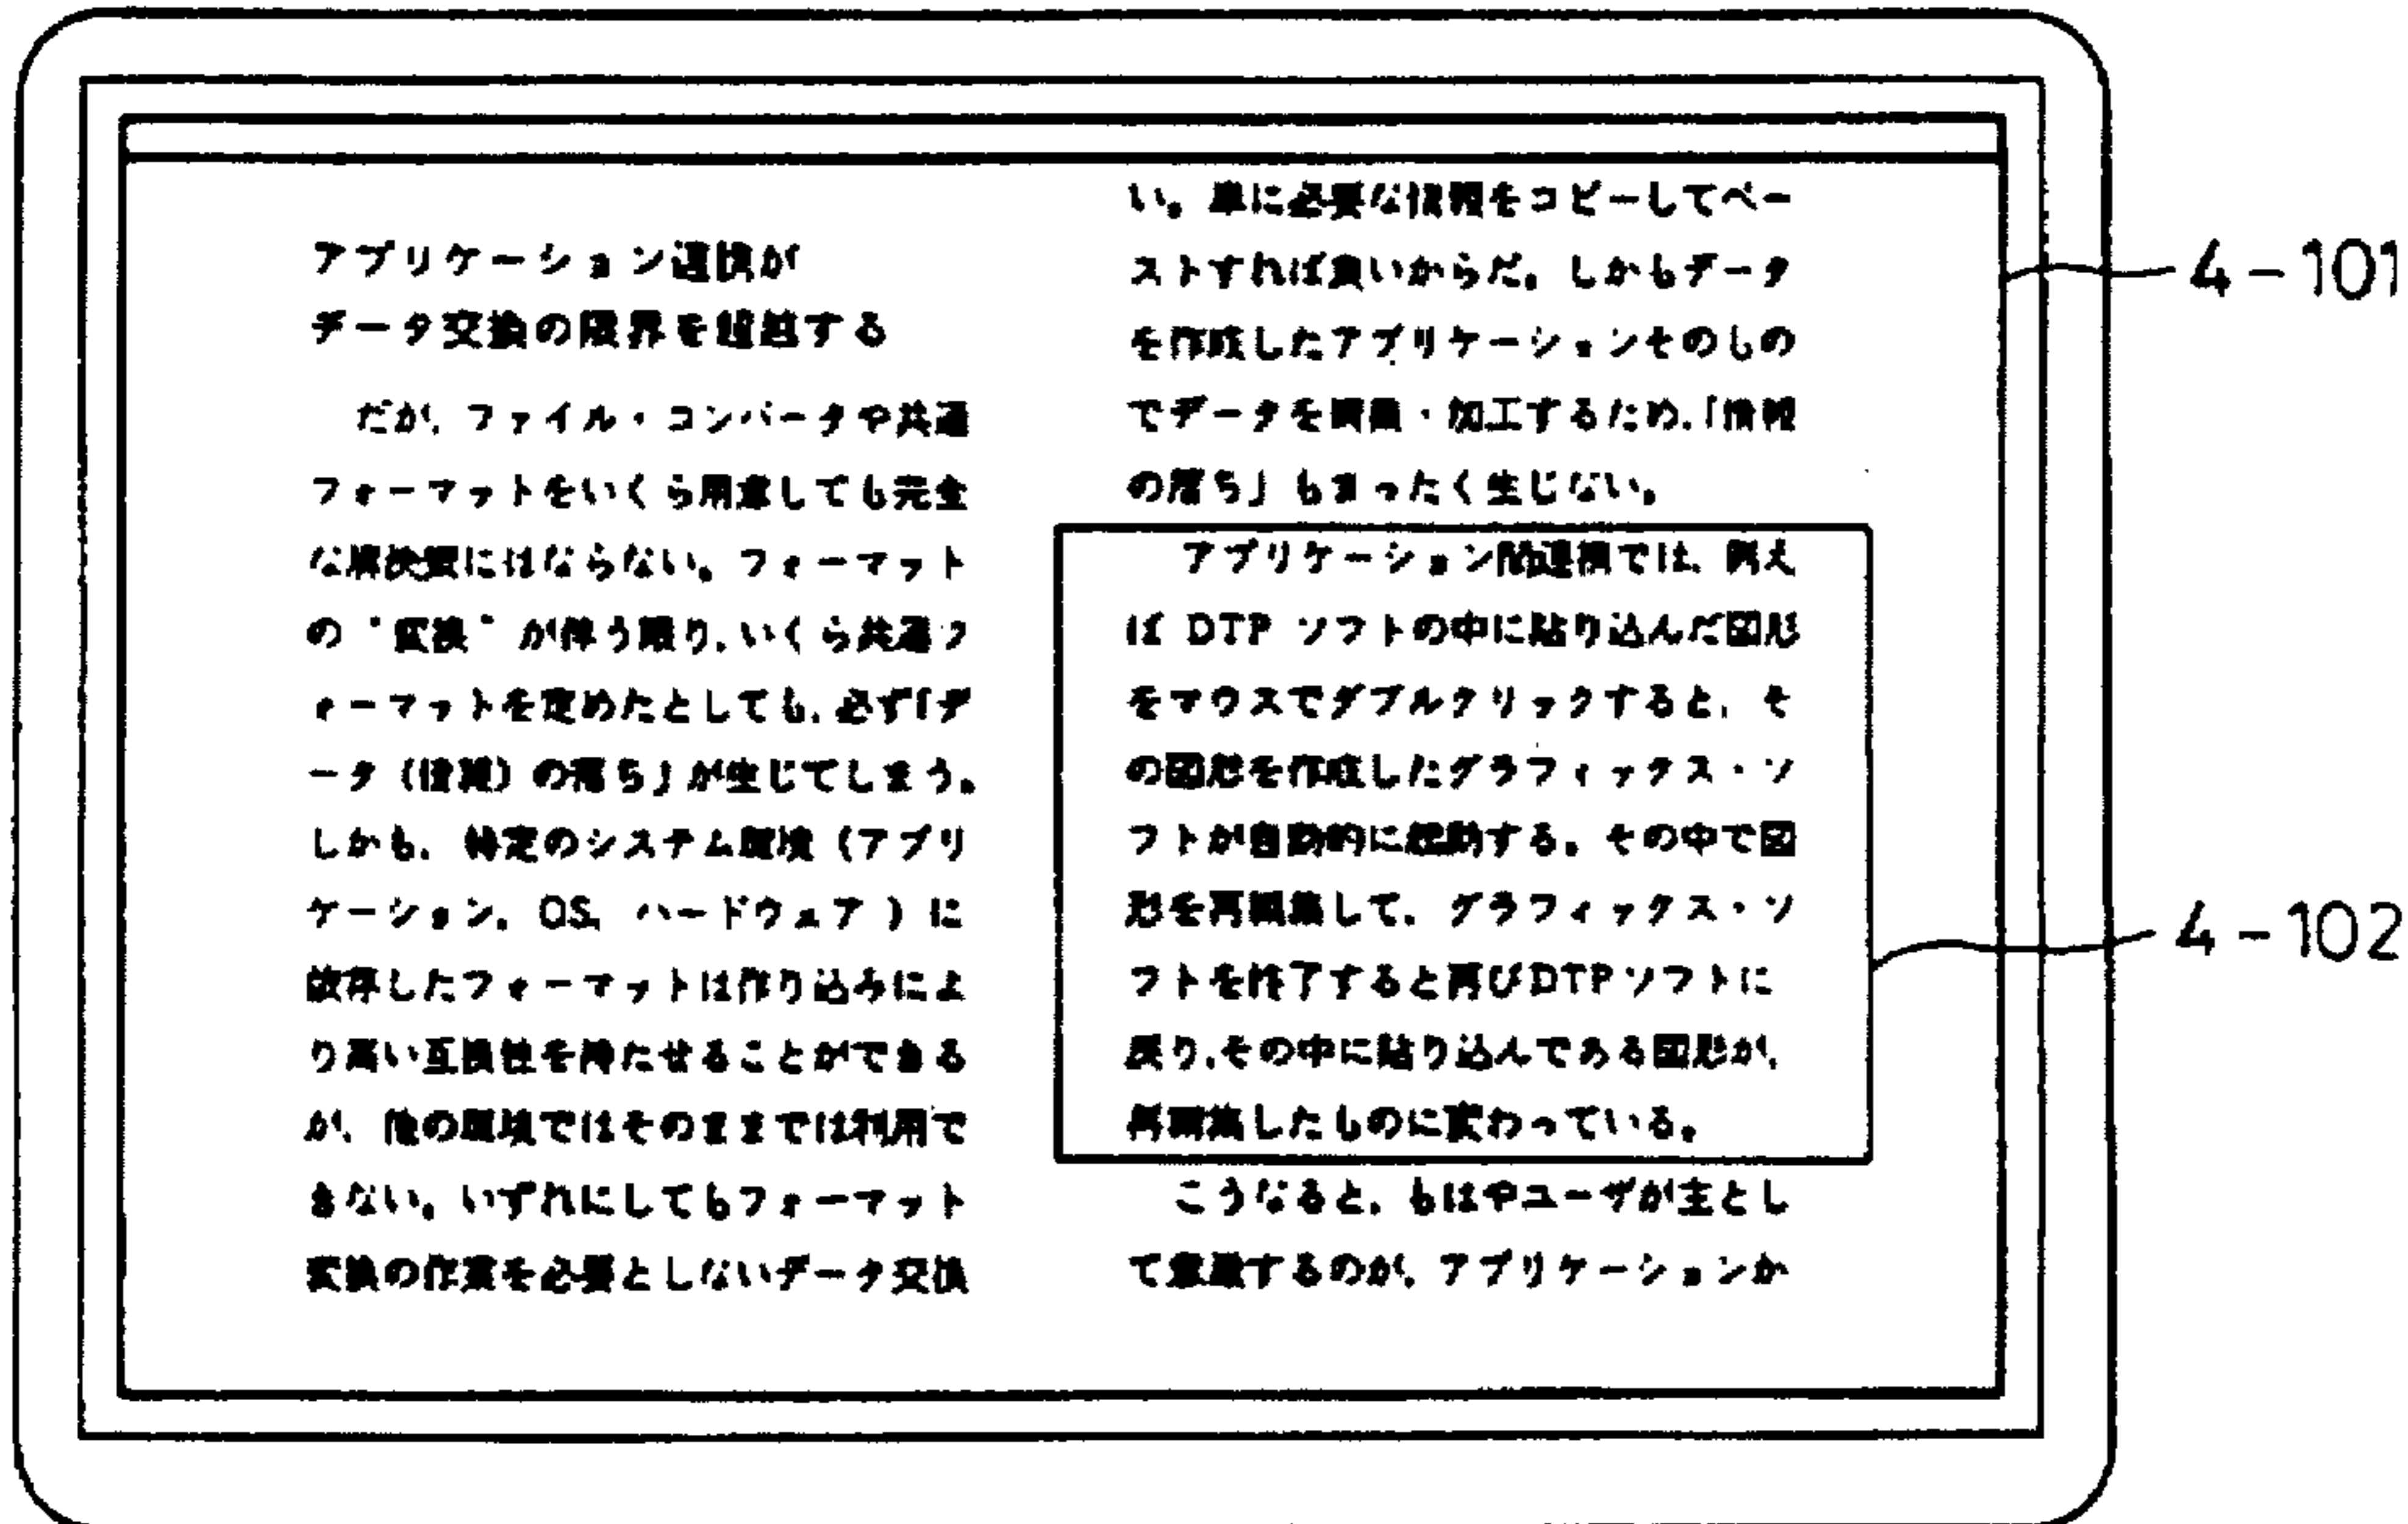 アプリケーション連携が
データ交換の限界を超越する
だが, ファイル・コンバータや共通
フォーマットをいくら用意しても完全
な解決策にはならない。フォーマット
の“変換”が伴う限り, いくら共通フ
ォーマットを定めたとしても, 必ず「デ
ータ (情報) の落ち」が生じてしまう。
しかも, 特定のシステム環境 (アプリ
ケーション, OS, ハードウェア) に
依存したフォーマットは作り込みによ
り高い互換性を持たせることができる
が, 他の環境ではそのままでは利用で
きない。いずれにしてもフォーマット
変換の作業を必要としないデータ交換
い。単に必要な情報をコピーしてペー
ストすれば良いからだ。しかもデータ
を作成したアプリケーションそのもの
でデータを編集・加工するため,「情報
の落ち」もまったく生じない。
アプリケーション間連携では, 例え
ば DTP ソフトの中に貼り込んだ図形
をマウスでダブルクリックすると, そ
の図形を作成したグラフィックス・ソ
フトが自動的に起動する。その中で図
形を再編集して, グラフィックス・ソ
フトを終了すると再びDTPソフトに
戻り,その中に貼り込んである図形が,
再編集したものに変わっている。
こうなると, もはやユーザが主とし
て意識するのが, アプリケーションか
4-101
4-102